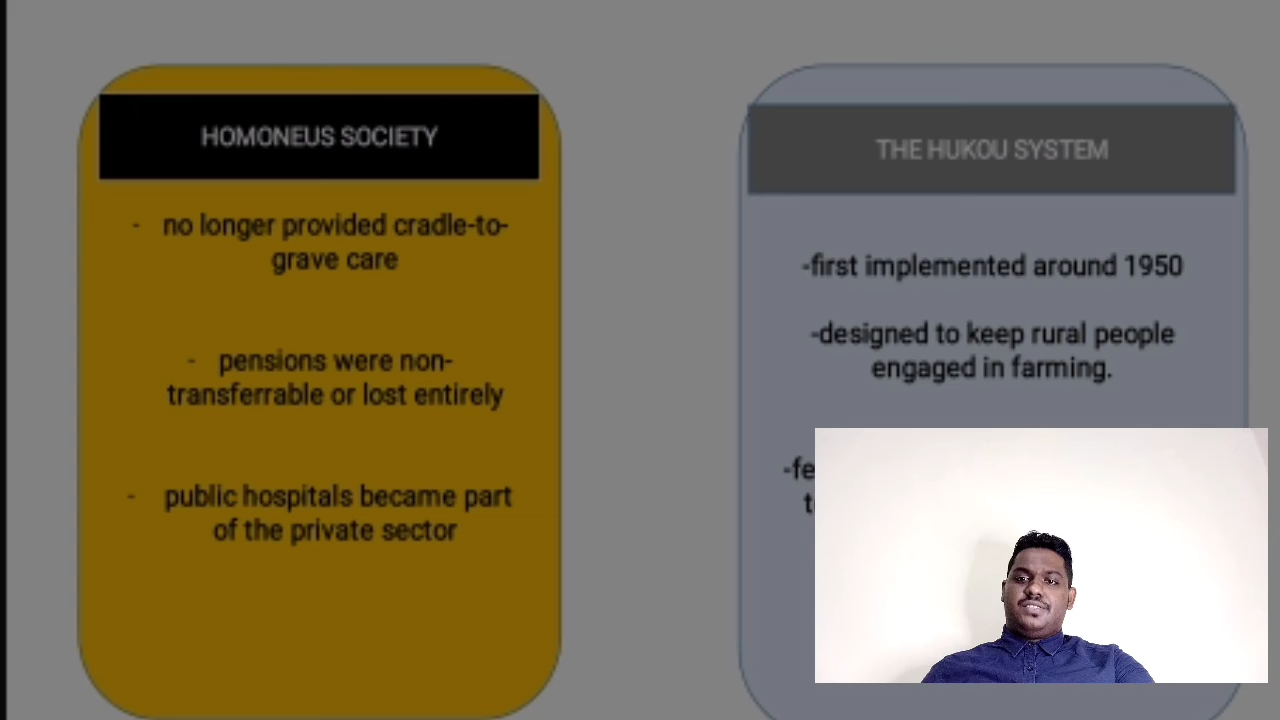 HOMONEUS SOCIETY
- no longer provided cradle-to-
grave care
- pensions were non-
transferrable or lost entirely
- public hospitals became part
of the private sector
THE HUKOU SYSTEM
-first implemented around 1950
-designed to keep rural people
engaged in farming.